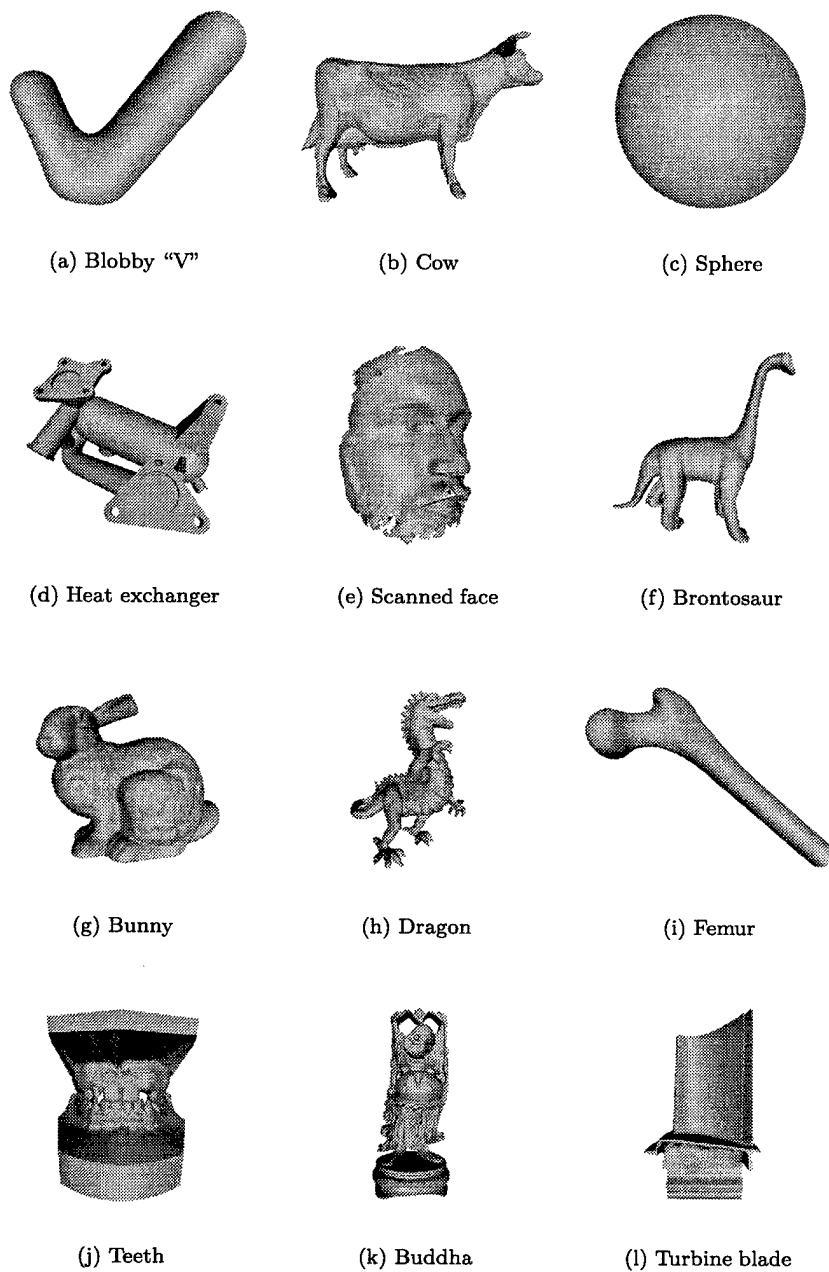 (a) Blobby “V”
(b) Cow
(c) Sphere
(d) Heat exchanger
(e) Scanned face
(f) Brontosaur
(g) Bunny
(h) Dragon
(i) Femur
(j) Teeth
(k) Buddha
(l) Turbine blade